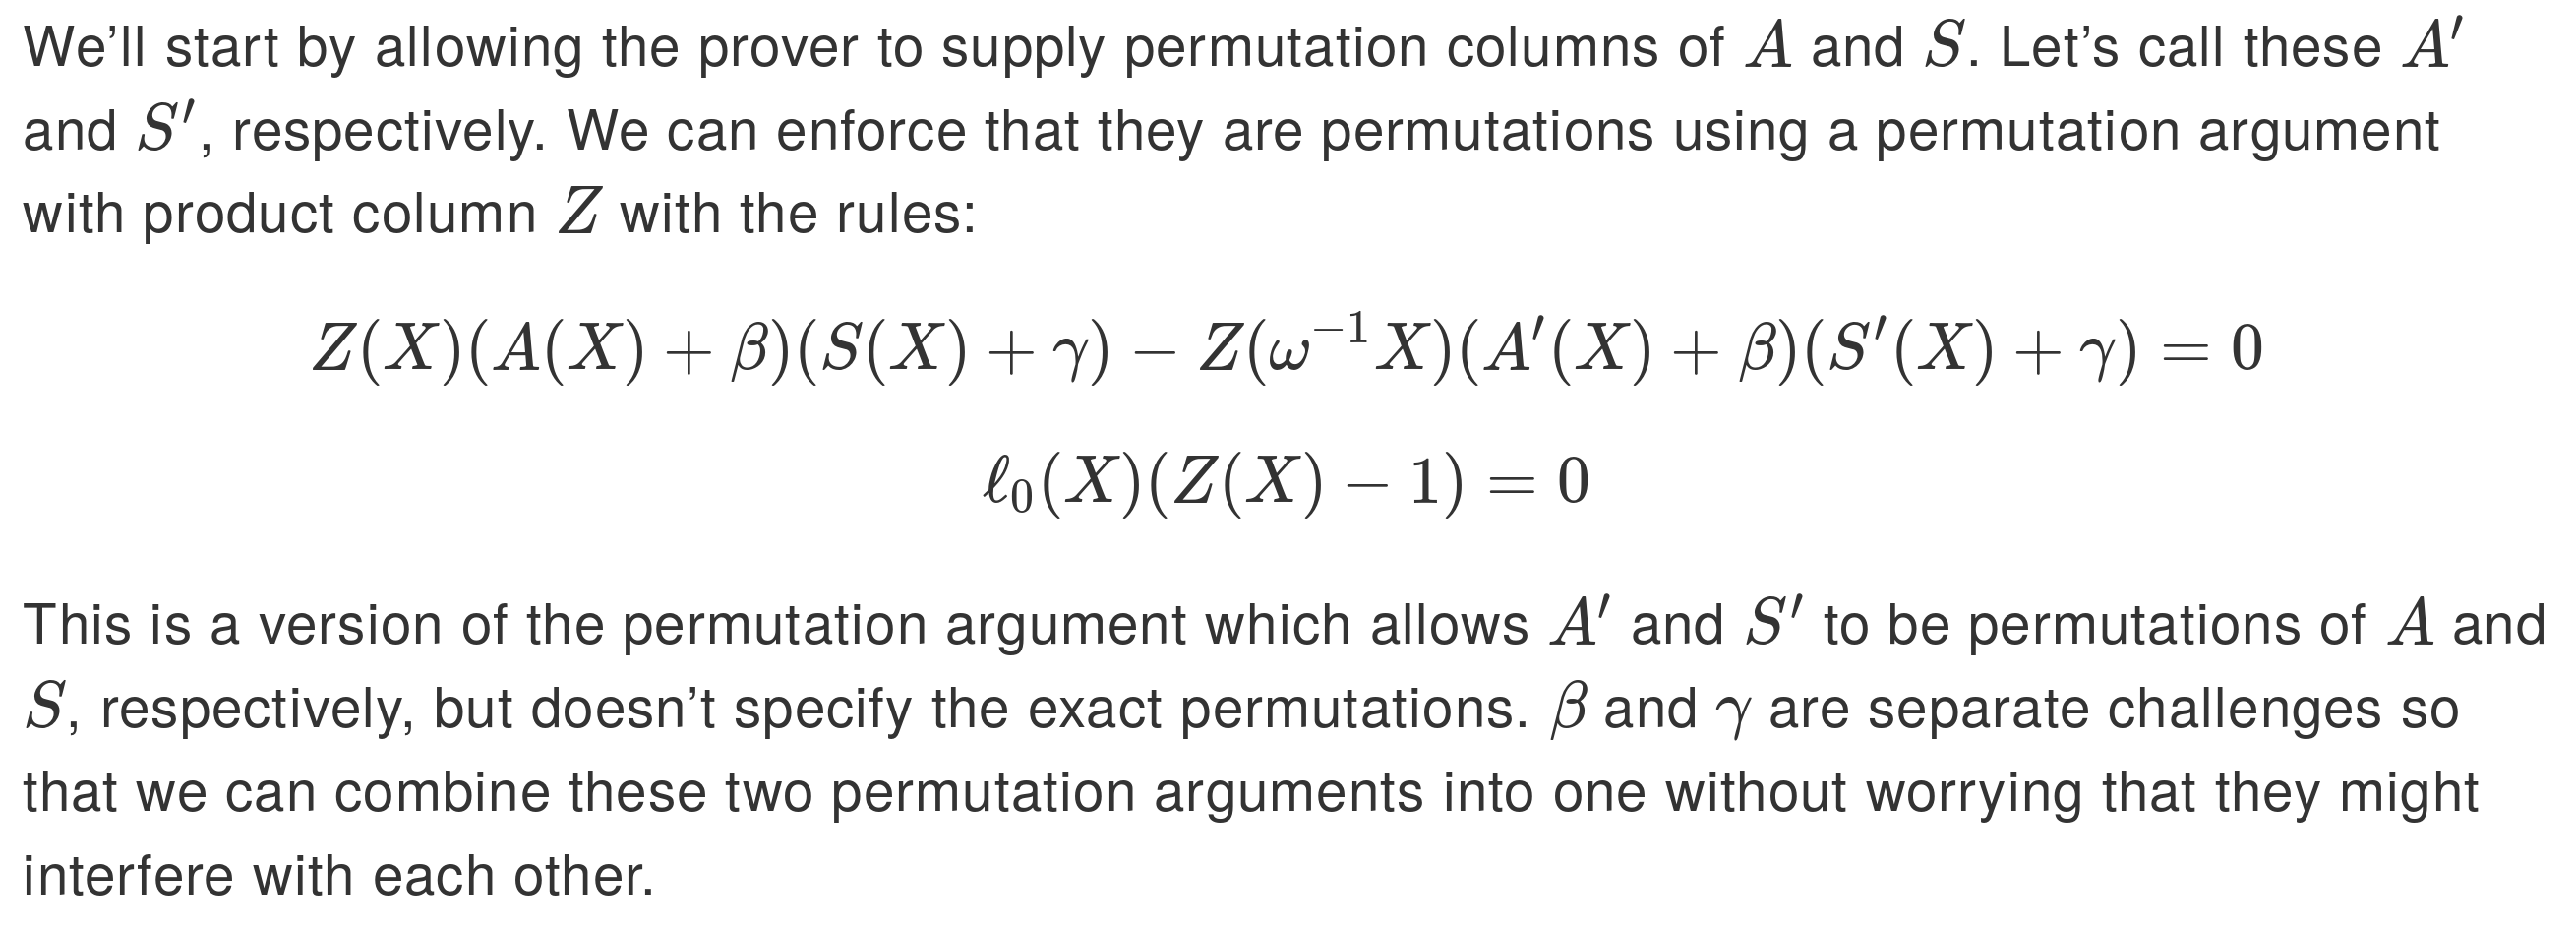 We’ll start by allowing the prover to supply permutation columns of A and S. Let’s call these A′
and S′, respectively. We can enforce that they are permutations using a permutation argument
with product column Z with the rules:
Z(X)(A(X) + β)(S(X) + γ) − Z(ω⁻¹X)(A′(X) + β)(S′(X) + γ) = 0
ℓ₀(X)(Z(X) − 1) = 0
This is a version of the permutation argument which allows A′ and S′ to be permutations of A and
S, respectively, but doesn’t specify the exact permutations. β and γ are separate challenges so
that we can combine these two permutation arguments into one without worrying that they might
interfere with each other.